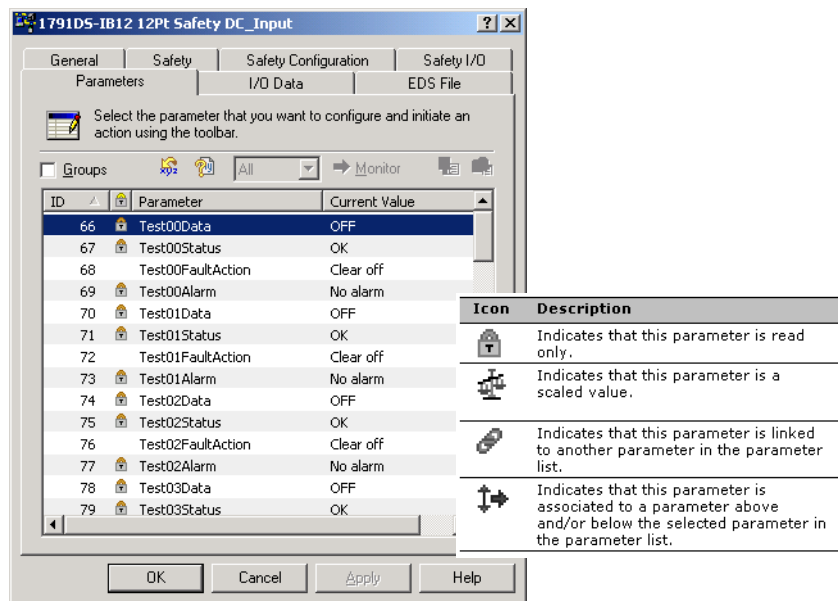 1791DS-IB12 12Pt Safety DC_Input
General Safety Safety Configuration Safety I/O
Parameters I/O Data EDS File
Select the parameter that you want to configure and initiate an
action using the toolbar.
Groups xyz All Monitor
ID Parameter Current Value
66 Test00Data OFF
67 Test00Status OK
68 Test00FaultAction Clear off
69 Test00Alarm No alarm
70 Test01Data OFF
71 Test01Status OK
72 Test01FaultAction Clear off
73 Test01Alarm No alarm
74 Test02Data OFF
75 Test02Status OK
76 Test02FaultAction Clear off
77 Test02Alarm No alarm
78 Test03Data OFF
79 Test03Status OK
OK Cancel Apply Help
Icon Description
Indicates that this parameter is read
only.
Indicates that this parameter is a
scaled value.
Indicates that this parameter is linked
to another parameter in the parameter
list.
Indicates that this parameter is
associated to a parameter above
and/or below the selected parameter in
the parameter list.